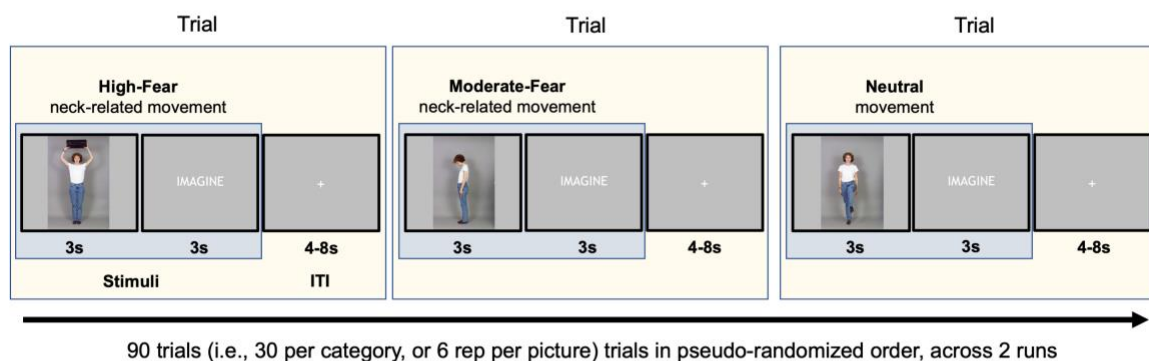 Trial
Trial
Trial
High-Fear
neck-related movement
Moderate-Fear
neck-related movement
Neutral
movement
IMAGINE
+
IMAGINE
+
IMAGINE
+
3s
3s
4-8s
3s
3s
4-8s
3s
3s
4-8s
Stimuli
ITI
90 trials (i.e., 30 per category, or 6 rep per picture) trials in pseudo-randomized order, across 2 runs